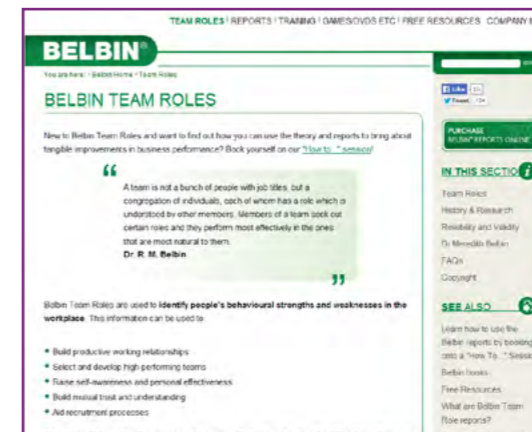 TEAM ROLES | REPORTS | TRAINING | GAMES/DVDS ETC | FREE RESOURCES COMPANY
BELBIN®
You are here: Belbin Home Team Roles
BELBIN TEAM ROLES
New to Belbin Team Roles and want to find out how you can use the theory and reports to bring about
tangible improvements in business performance? Book yourself on our "How to..." session!
“
A team is not a bunch of people with job titles, but a
congregation of individuals, each of whom has a role which is
understood by other members. Members of a team seek out
certain roles and they perform most effectively in the ones
that are most natural to them.
Dr. R. M. Belbin
”
Belbin Team Roles are used to identify people's behavioural strengths and weaknesses in the
workplace. This information can be used to:
• Build productive working relationships
• Select and develop high-performing teams
• Raise self-awareness and personal effectiveness
• Build mutual trust and understanding
• Aid recruitment processes
Like
Tweet
PURCHASE
BELBIN® REPORTS ONLINE
IN THIS SECTIO
Team Roles
History & Research
Reliability and Validity
Dr Meredith Belbin
FAQs
Copyright
SEE ALSO
Learn how to use the
Belbin reports by booking
onto a "How To..." Sessi
Belbin books
Free Resources
What are Belbin Team
Role reports?